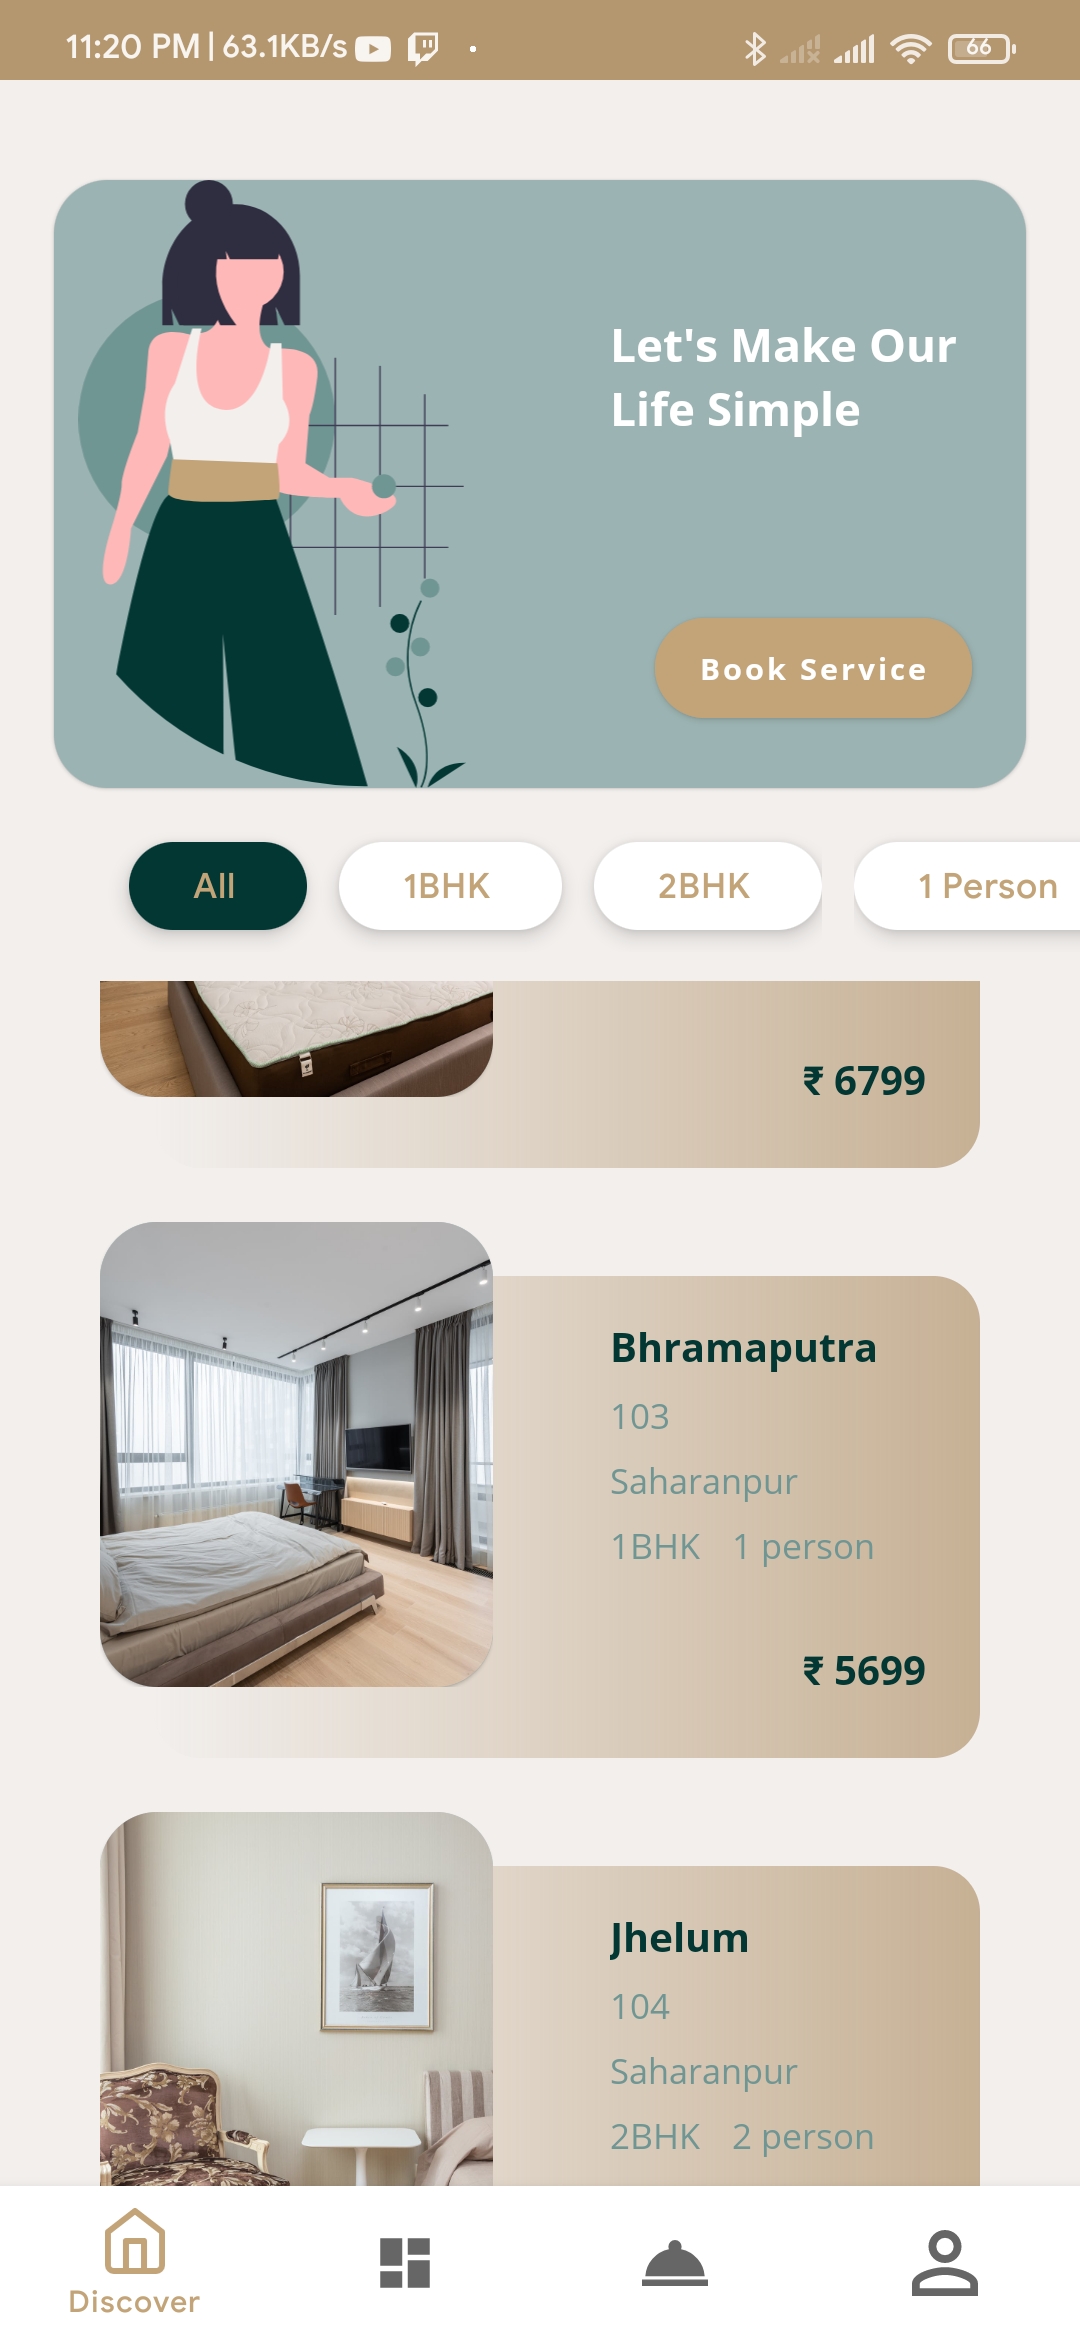 11:20 PM | 63.1KB/s
66
Let's Make Our
Life Simple
Book Service
All
1BHK
2BHK
1 Person
₹ 6799
Bhramaputra
103
Saharanpur
1BHK 1 person
₹ 5699
Jhelum
104
Saharanpur
2BHK 2 person
Discover